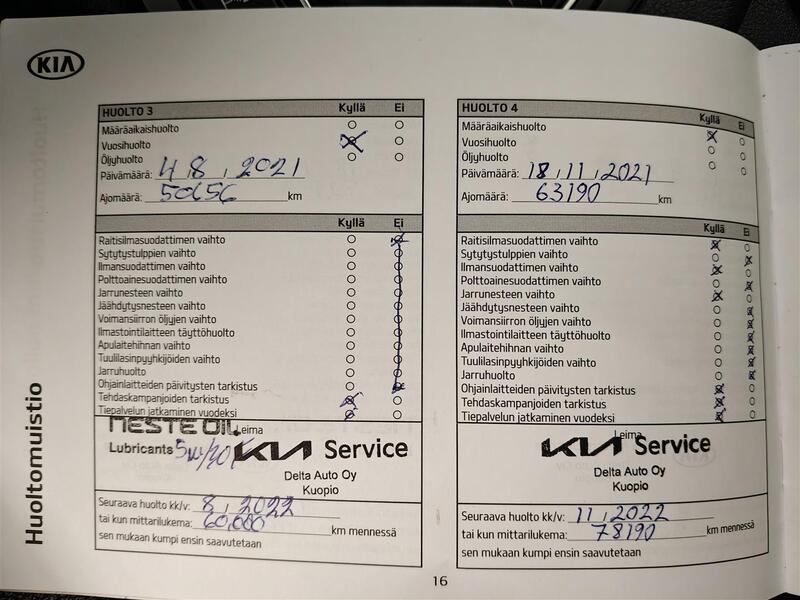 KIA
HUOLTO 3 Kyllä Ei
Määräaikaishuolto
Vuosihuolto
Öljyhuolto
Päivämäärä: 4,8,2021
Ajomäärä: 50656 km
Kyllä Ei
Raitisilmasuodattimen vaihto
Sytytystulppien vaihto
Ilmansuodattimen vaihto
Polttoainesuodattimen vaihto
Jarrunesteen vaihto
Jäähdytysnesteen vaihto
Voimansiirron öljyjen vaihto
Ilmastointilaitteen täyttöhuolto
Apulaitehihnan vaihto
Tuulilasinpyyhkijöiden vaihto
Jarruhuolto
Ohjainlaitteiden päivitysten tarkistus
Tehdaskampanjoiden tarkistus
Tiepalvelun jatkaminen vuodeksi
NESTE OIL Leima
Lubricants 5w/30 KIA Service
Delta Auto Oy
Kuopio
Seuraava huolto kk/v: 8, 2022
tai kun mittarilukema: 60.000 km mennessä
sen mukaan kumpi ensin saavutetaan
HUOLTO 4 Kyllä Ei
Määräaikaishuolto
Vuosihuolto
Öljyhuolto
Päivämäärä: 18,11,2021
Ajomäärä: 63190 km
Kyllä Ei
Raitisilmasuodattimen vaihto
Sytytystulppien vaihto
Ilmansuodattimen vaihto
Polttoainesuodattimen vaihto
Jarrunesteen vaihto
Jäähdytysnesteen vaihto
Voimansiirron öljyjen vaihto
Ilmastointilaitteen täyttöhuolto
Apulaitehihnan vaihto
Tuulilasinpyyhkijöiden vaihto
Jarruhuolto
Ohjainlaitteiden päivitysten tarkistus
Tehdaskampanjoiden tarkistus
Tiepalvelun jatkaminen vuodeksi
Leima
KIA Service
Delta Auto Oy
Kuopio
Seuraava huolto kk/v: 11, 2022
tai kun mittarilukema: 78190 km mennessä
sen mukaan kumpi ensin saavutetaan
Huoltomuistio
16